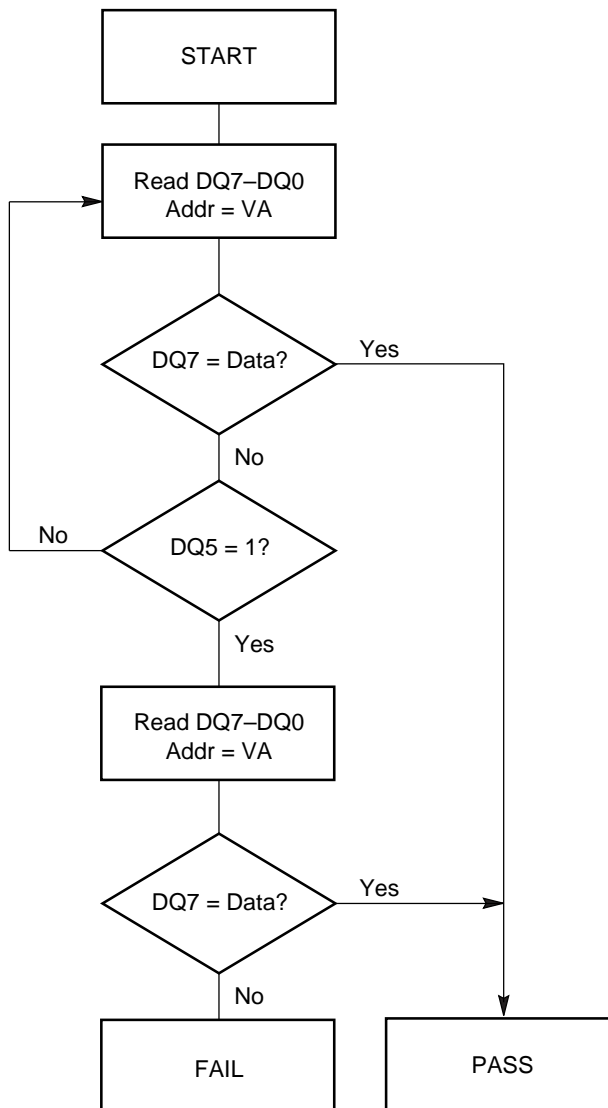 START
Read DQ7–DQ0
Addr = VA
DQ7 = Data?
Yes
No
No
DQ5 = 1?
Yes
Read DQ7–DQ0
Addr = VA
DQ7 = Data?
Yes
No
FAIL
PASS